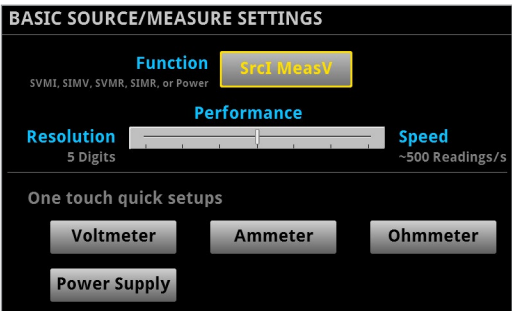 BASIC SOURCE/MEASURE SETTINGS
Function
SrcI MeasV
SVMI, SIMV, SVMR, SIMR, or Power
Performance
Resolution
Speed
5 Digits
~500 Readings/s
One touch quick setups
Voltmeter
Ammeter
Ohmmeter
Power Supply